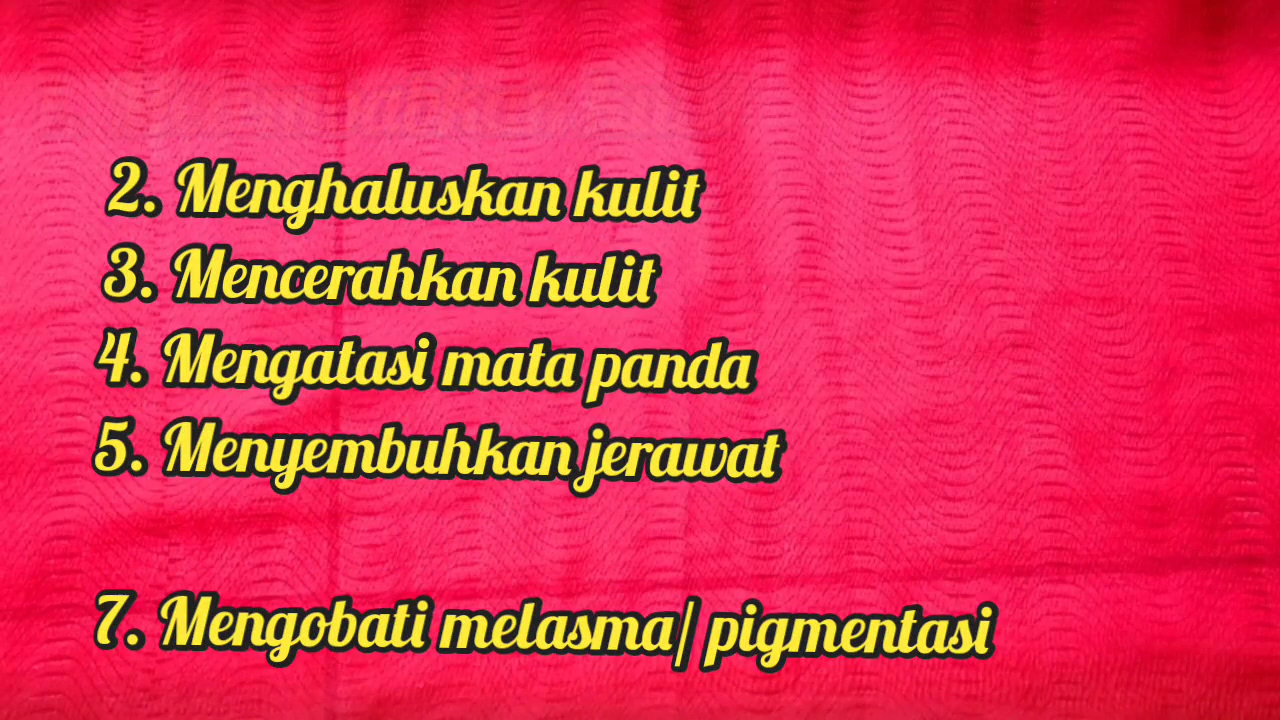 2. Menghaluskan kulit
3. Mencerahkan kulit
4. Mengatasi mata panda
5. Menyembuhkan jerawat
7. Mengobati melasma/ pigmentasi